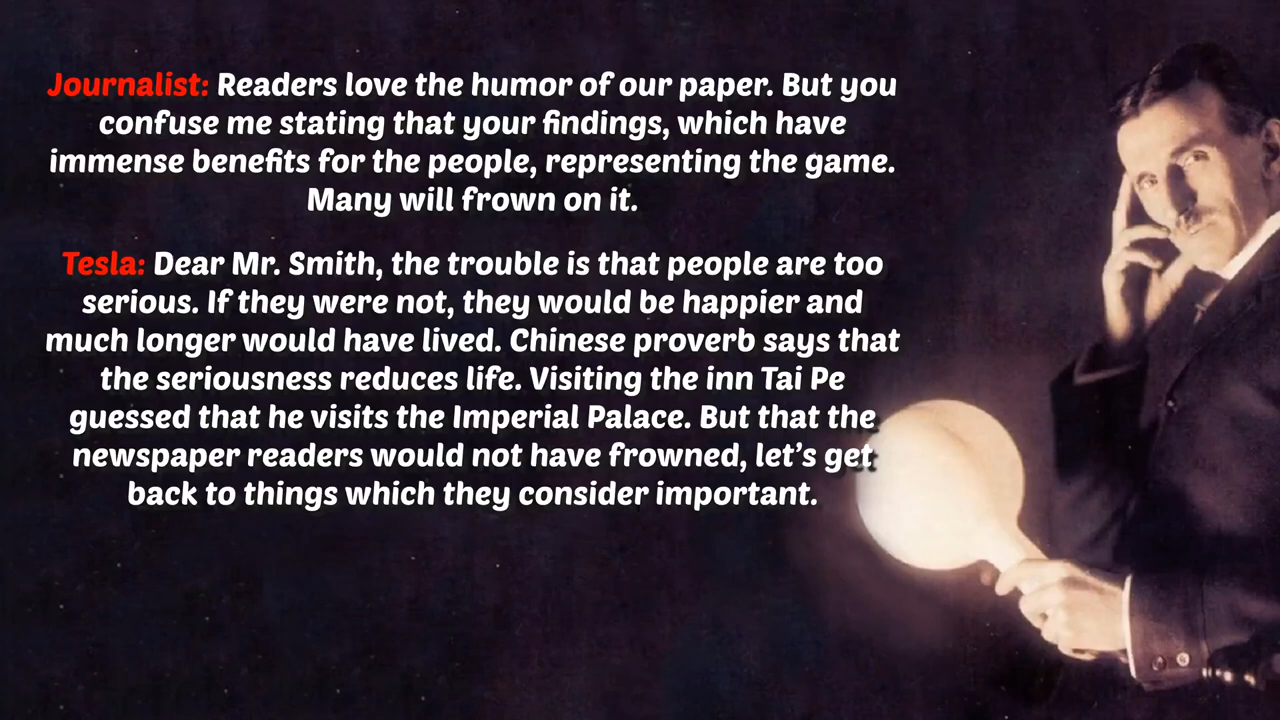 Journalist: Readers love the humor of our paper. But you
confuse me stating that your findings, which have
immense benefits for the people, representing the game.
Many will frown on it.
Tesla: Dear Mr. Smith, the trouble is that people are too
serious. If they were not, they would be happier and
much longer would have lived. Chinese proverb says that
the seriousness reduces life. Visiting the inn Tai Pe
guessed that he visits the Imperial Palace. But that the
newspaper readers would not have frowned, let’s get
back to things which they consider important.